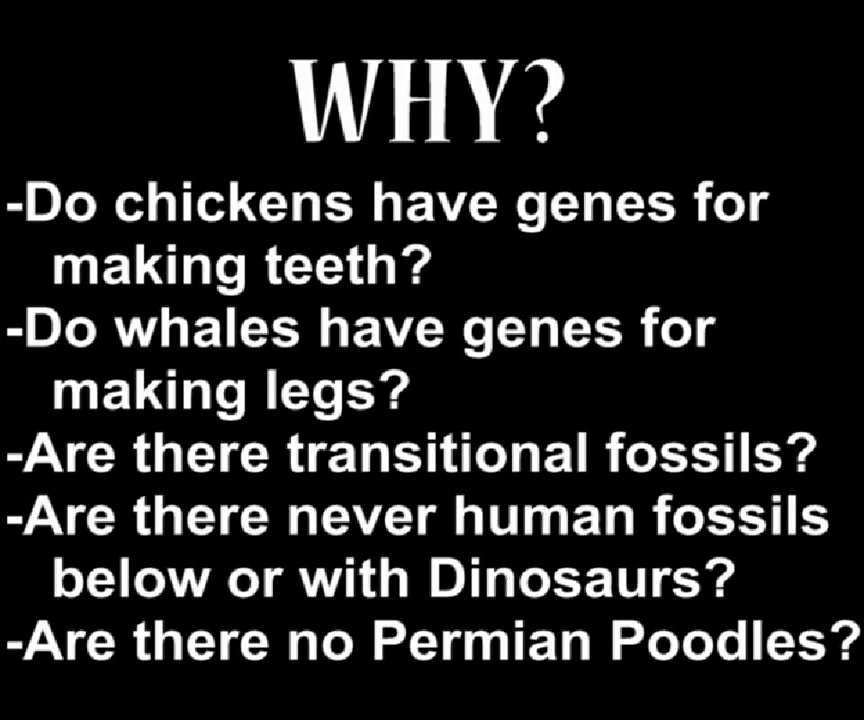 WHY?
-Do chickens have genes for
making teeth?
-Do whales have genes for
making legs?
-Are there transitional fossils?
-Are there never human fossils
below or with Dinosaurs?
-Are there no Permian Poodles?